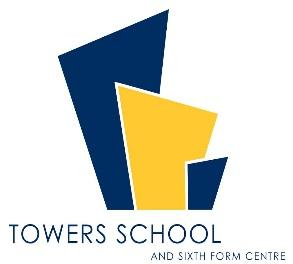 TOWERS SCHOOL
AND SIXTH FORM CENTRE